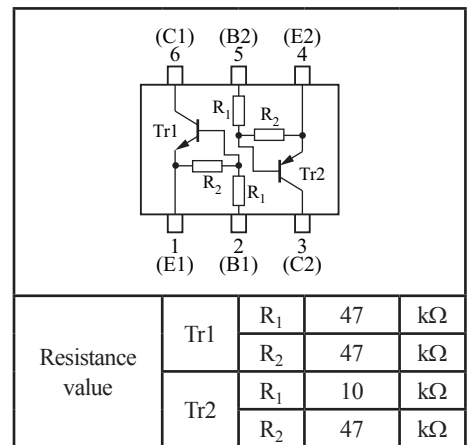 (C1) (B2) (E2)
6 5 4
R1 R2
Tr1
Tr2
R2 R1
1 2 3
(E1) (B1) (C2)
Resistance value Tr1 R1 47 kΩ
R2 47 kΩ
Tr2 R1 10 kΩ
R2 47 kΩ